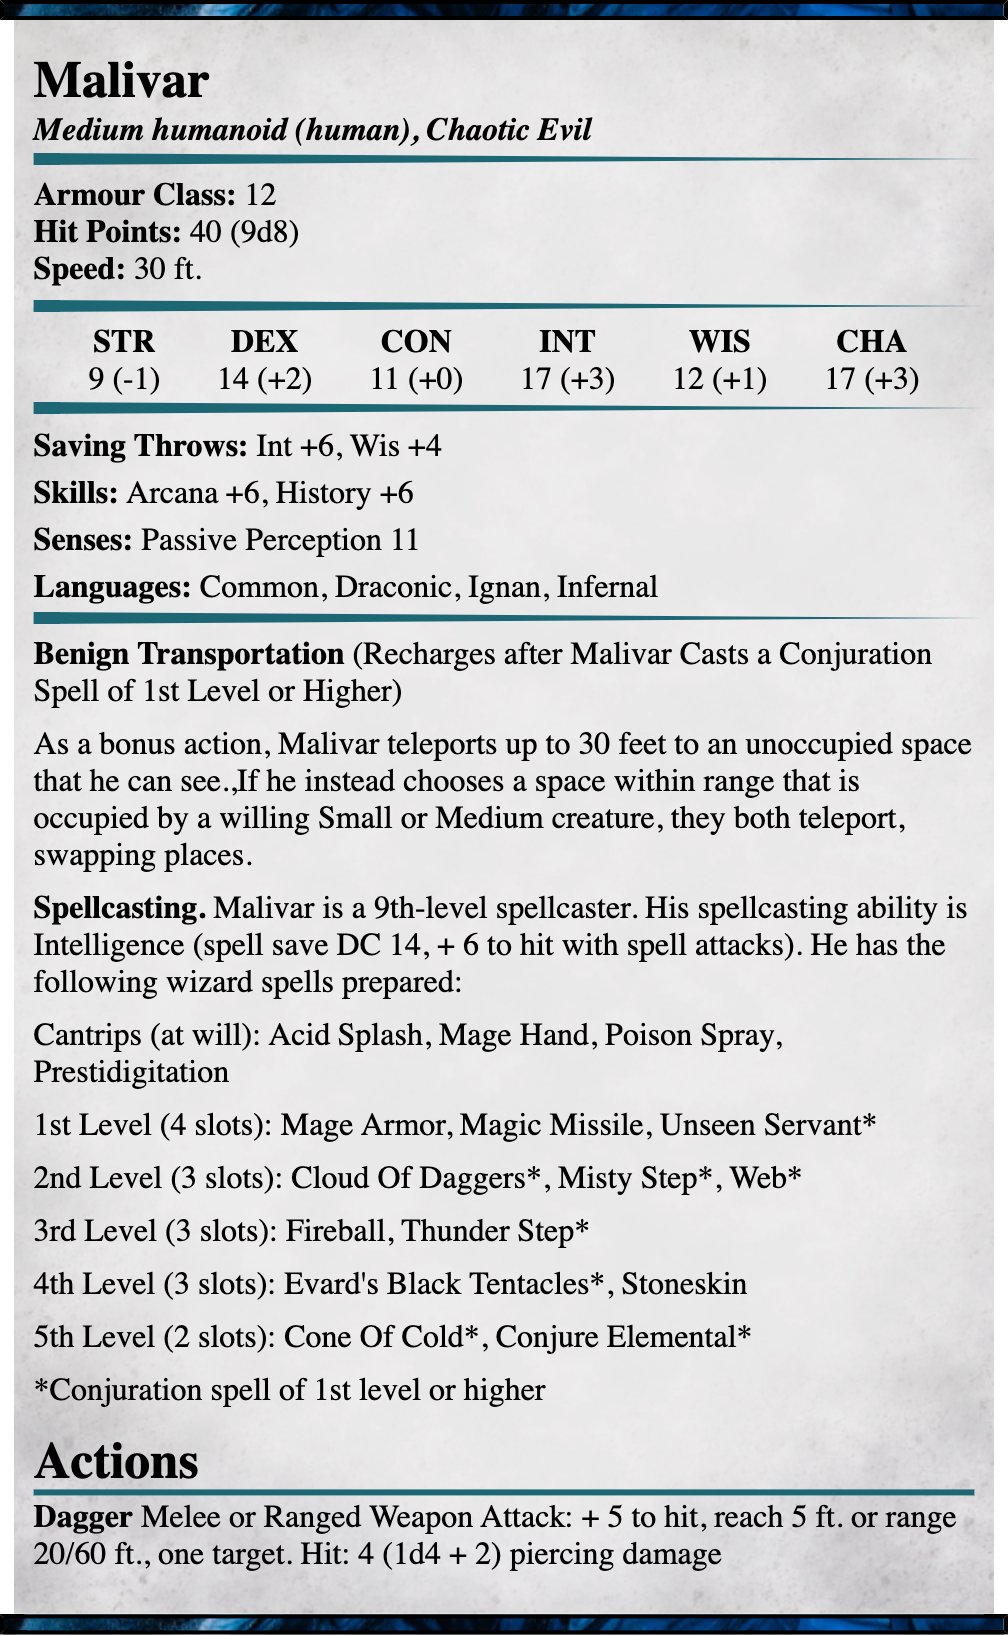 Malivar
Medium humanoid (human), Chaotic Evil
Armour Class: 12
Hit Points: 40 (9d8)
Speed: 30 ft.
STR DEX CON INT WIS CHA
9 (-1) 14 (+2) 11 (+0) 17 (+3) 12 (+1) 17 (+3)
Saving Throws: Int +6, Wis +4
Skills: Arcana +6, History +6
Senses: Passive Perception 11
Languages: Common, Draconic, Ignan, Infernal
Benign Transportation (Recharges after Malivar Casts a Conjuration
Spell of 1st Level or Higher)
As a bonus action, Malivar teleports up to 30 feet to an unoccupied space
that he can see.,If he instead chooses a space within range that is
occupied by a willing Small or Medium creature, they both teleport,
swapping places.
Spellcasting. Malivar is a 9th-level spellcaster. His spellcasting ability is
Intelligence (spell save DC 14, + 6 to hit with spell attacks). He has the
following wizard spells prepared:
Cantrips (at will): Acid Splash, Mage Hand, Poison Spray,
Prestidigitation
1st Level (4 slots): Mage Armor, Magic Missile, Unseen Servant*
2nd Level (3 slots): Cloud Of Daggers*, Misty Step*, Web*
3rd Level (3 slots): Fireball, Thunder Step*
4th Level (3 slots): Evard's Black Tentacles*, Stoneskin
5th Level (2 slots): Cone Of Cold*, Conjure Elemental*
*Conjuration spell of 1st level or higher
Actions
Dagger Melee or Ranged Weapon Attack: + 5 to hit, reach 5 ft. or range
20/60 ft., one target. Hit: 4 (1d4 + 2) piercing damage